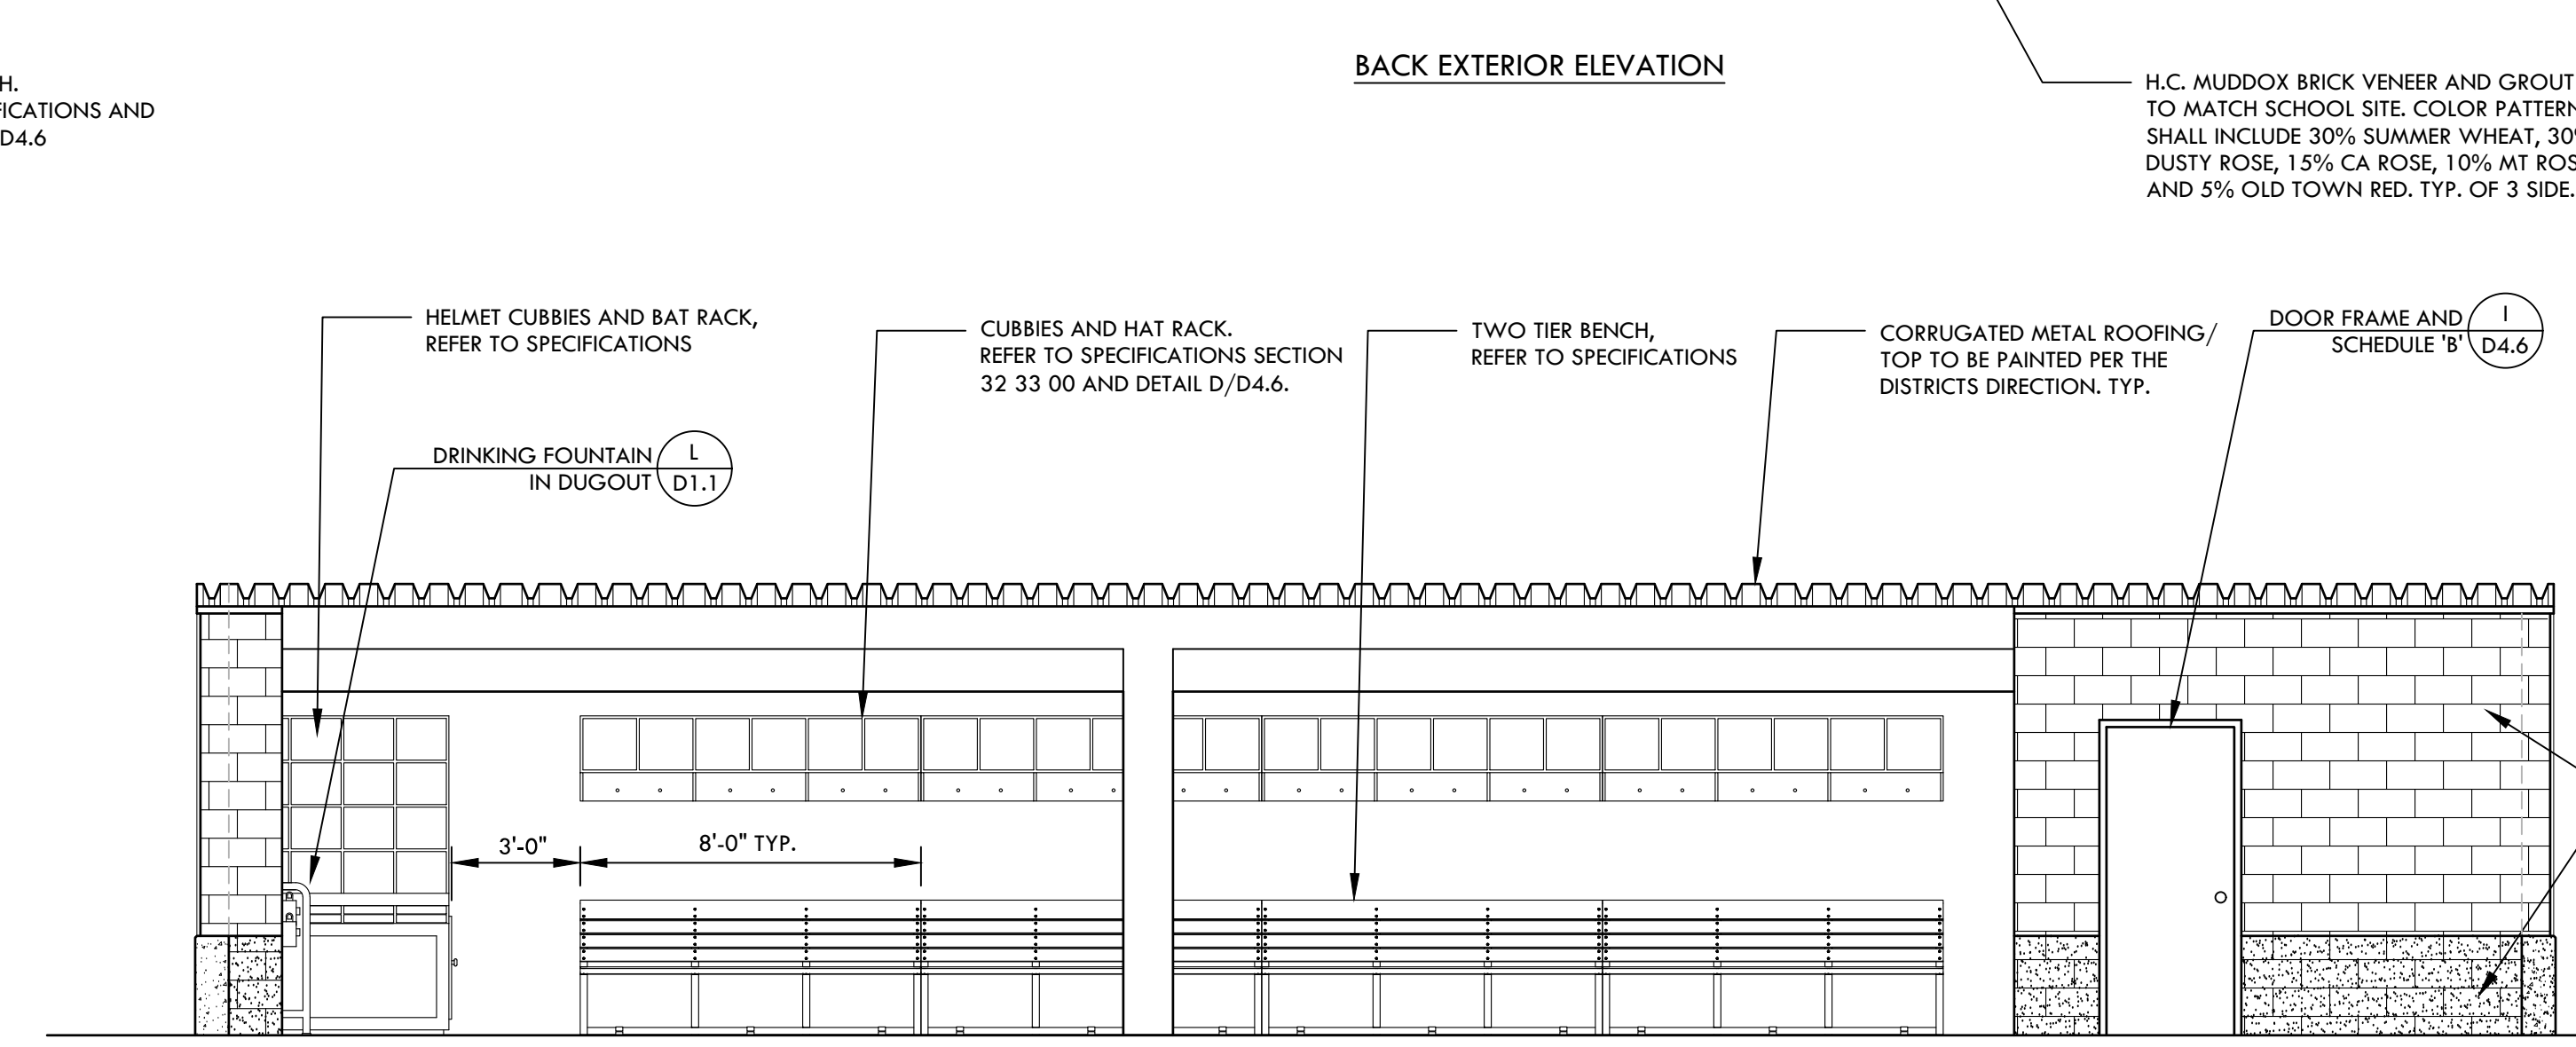 BACK EXTERIOR ELEVATION
H.
FICATIONS AND
D4.6
H.C. MUDDOX BRICK VENEER AND GROUT
TO MATCH SCHOOL SITE. COLOR PATTERN
SHALL INCLUDE 30% SUMMER WHEAT, 30%
DUSTY ROSE, 15% CA ROSE, 10% MT ROS
AND 5% OLD TOWN RED. TYP. OF 3 SIDE.
HELMET CUBBIES AND BAT RACK,
REFER TO SPECIFICATIONS
CUBBIES AND HAT RACK.
REFER TO SPECIFICATIONS SECTION
32 33 00 AND DETAIL D/D4.6.
TWO TIER BENCH,
REFER TO SPECIFICATIONS
CORRUGATED METAL ROOFING/
TOP TO BE PAINTED PER THE
DISTRICTS DIRECTION. TYP.
DOOR FRAME AND
SCHEDULE 'B'
I
D4.6
DRINKING FOUNTAIN
IN DUGOUT
L
D1.1
3'-0"
8'-0" TYP.